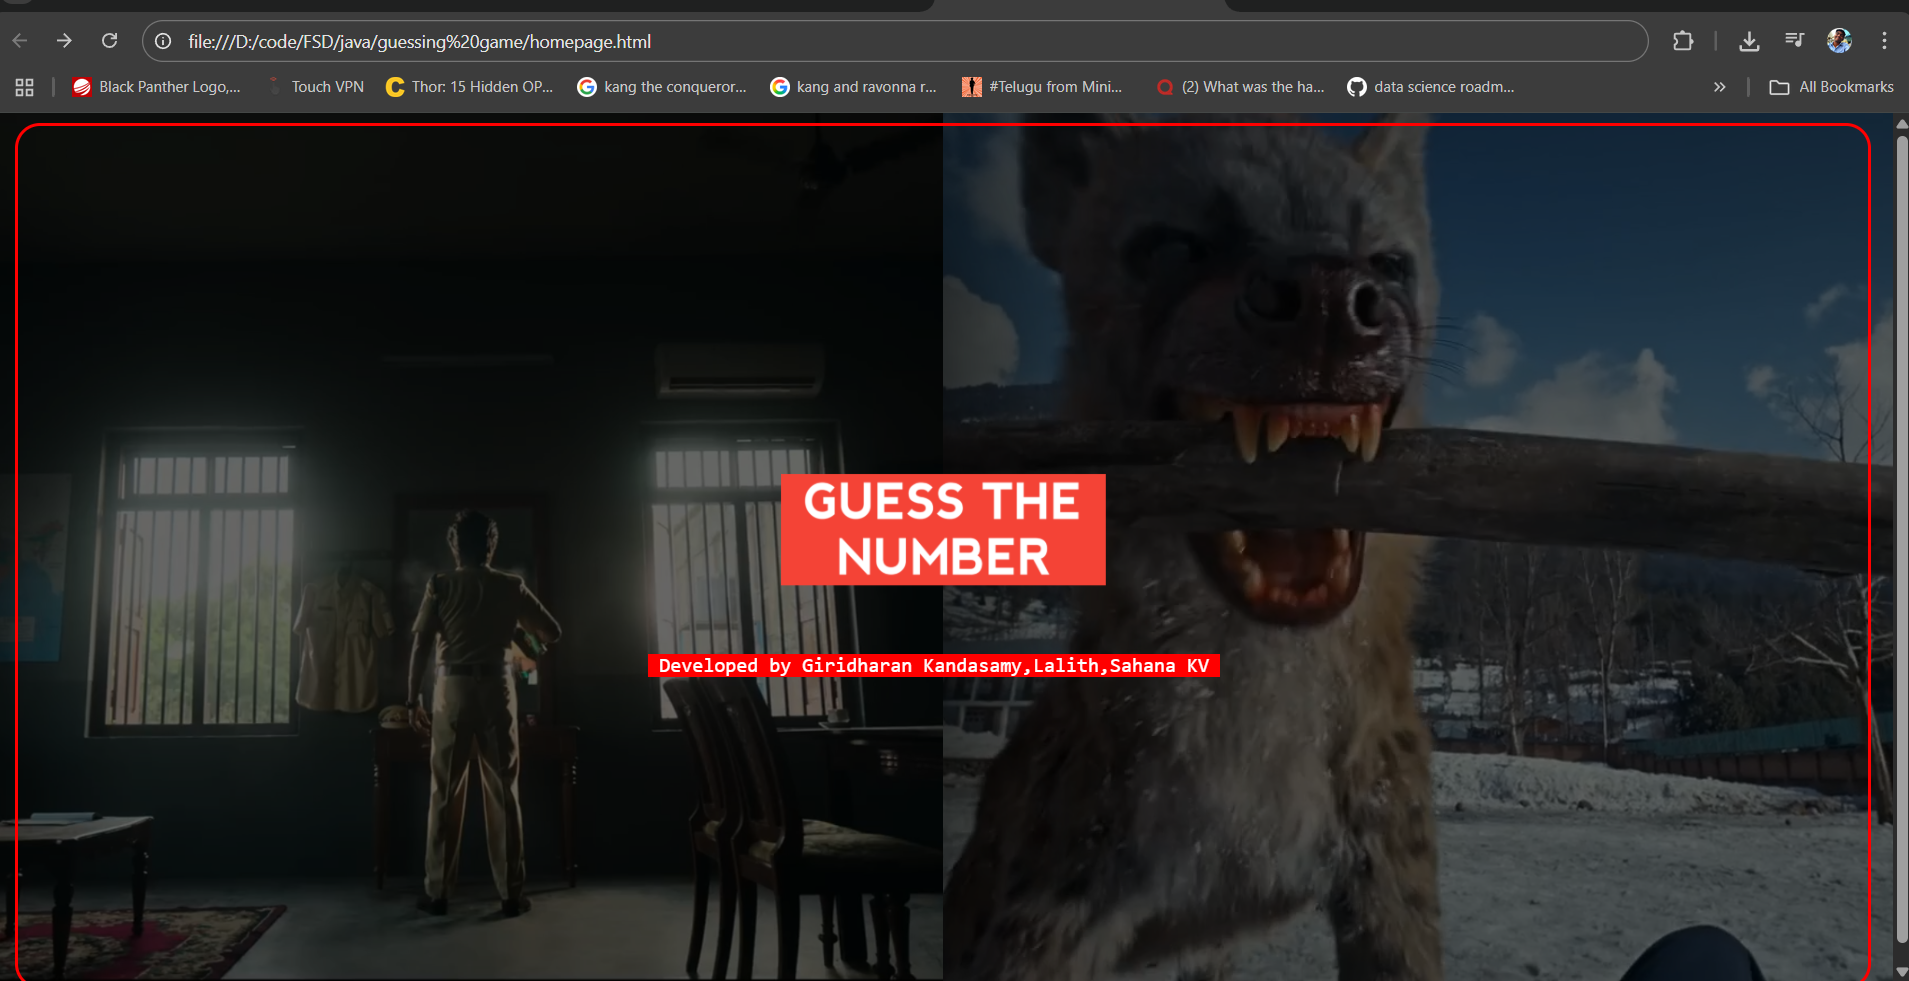 file:///D:/code/FSD/java/guessing%20game/homepage.html
Black Panther Logo,... Touch VPN Thor: 15 Hidden OP... kang the conqueror... kang and ravonna r... #Telugu from Mini... (2) What was the ha... data science roadm... » All Bookmarks
GUESS THE
NUMBER
Developed by Giridharan Kandasamy,Lalith,Sahana KV